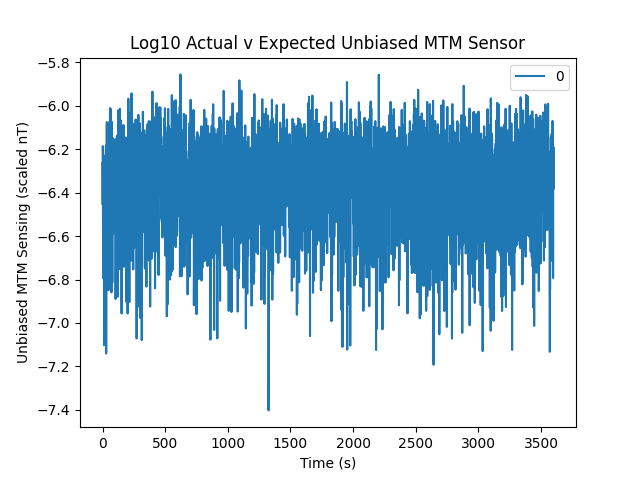 Log10 Actual v Expected Unbiased MTM Sensor
0
Unbiased MTM Sensing (scaled nT)
−5.8
−6.0
−6.2
−6.4
−6.6
−6.8
−7.0
−7.2
−7.4
0 500 1000 1500 2000 2500 3000 3500
Time (s)